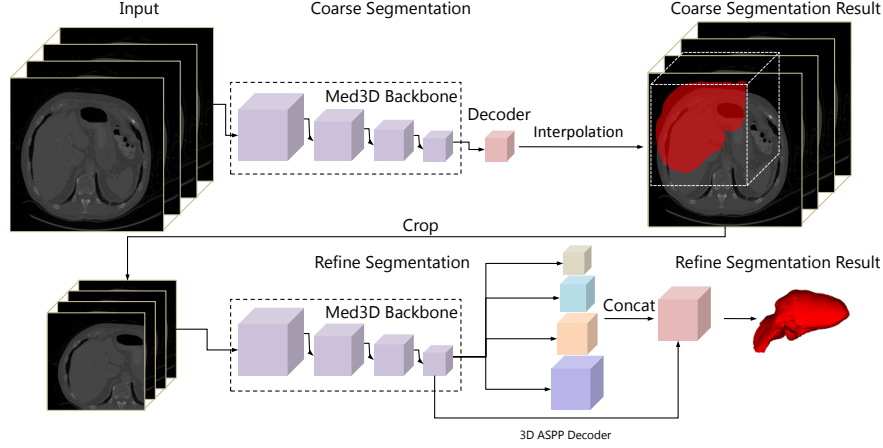 Input
Coarse Segmentation
Coarse Segmentation Result
Med3D Backbone
Decoder
Interpolation
Crop
Refine Segmentation
Refine Segmentation Result
Med3D Backbone
Concat
3D ASPP Decoder